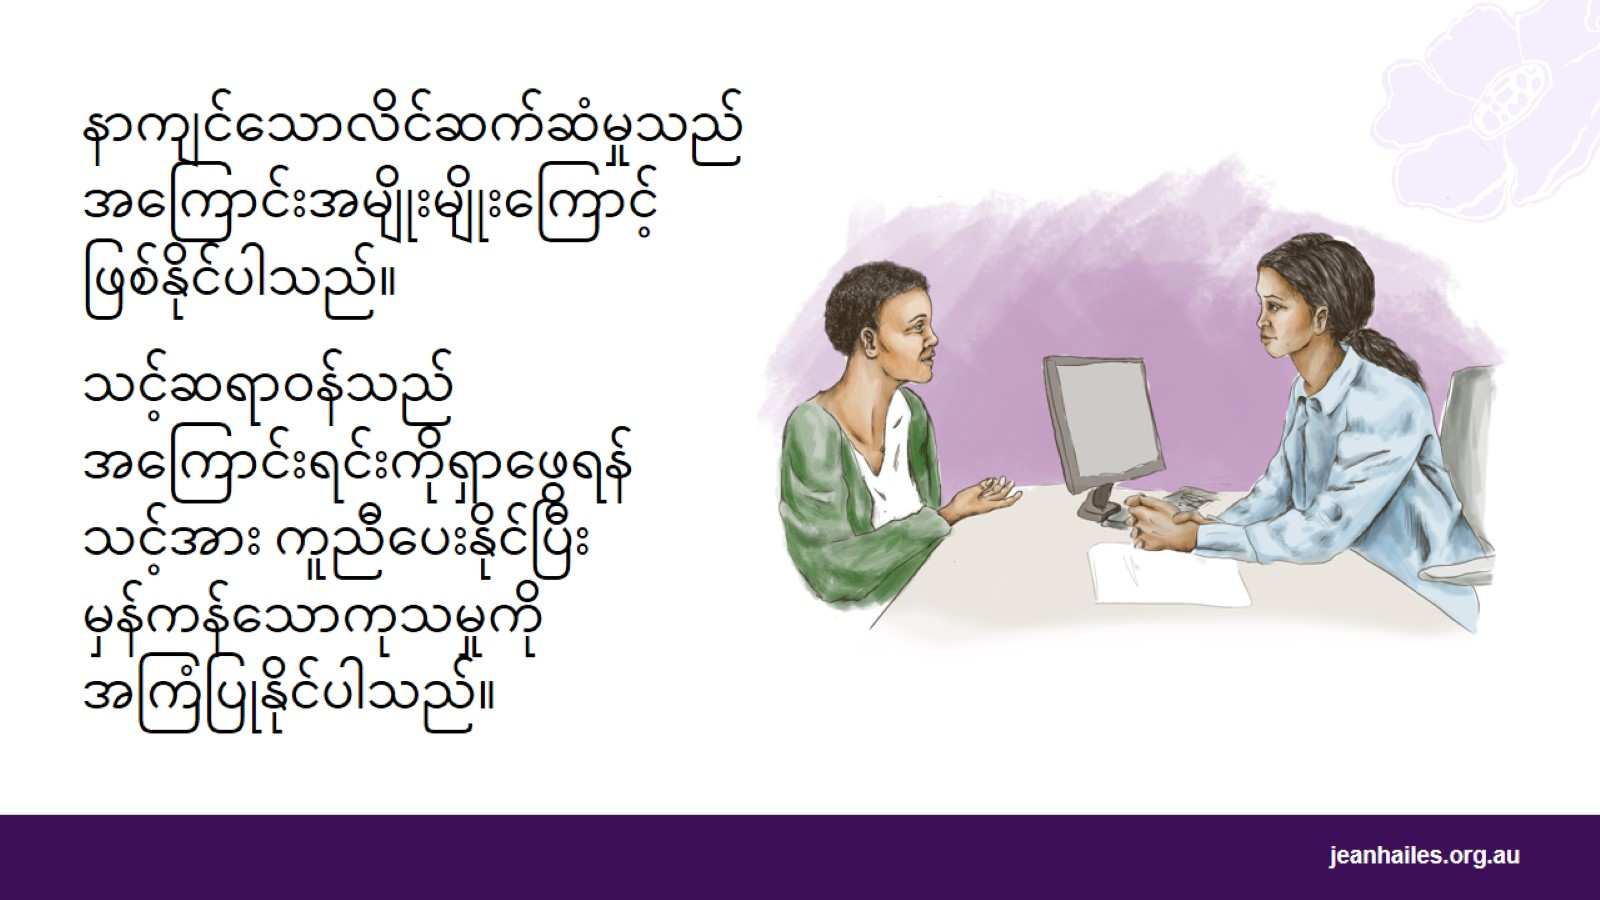 နာကျင်သောလိင်ဆက်ဆံမှုသည်
အကြောင်းအမျိုးမျိုးကြောင့်
ဖြစ်နိုင်ပါသည်။
သင့်ဆရာဝန်သည်
အကြောင်းရင်းကိုရှာဖွေရန်
သင့်အား ကူညီပေးနိုင်ပြီး
မှန်ကန်သောကုသမှုကို
အကြံပြုနိုင်ပါသည်။
jeanhailes.org.au